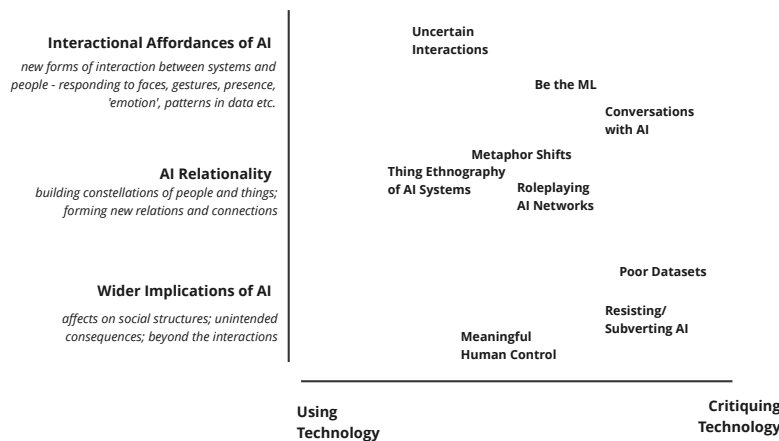 Interactional Affordances of AI
new forms of interaction between systems and
people - responding to faces, gestures, presence,
'emotion', patterns in data etc.
AI Relationality
building constellations of people and things;
forming new relations and connections
Wider Implications of AI
affects on social structures; unintended
consequences; beyond the interactions
Uncertain
Interactions
Be the ML
Conversations
with AI
Metaphor Shifts
Thing Ethnography
of AI Systems
Roleplaying
AI Networks
Poor Datasets
Resisting/
Subverting AI
Meaningful
Human Control
Using
Technology
Critiquing
Technology